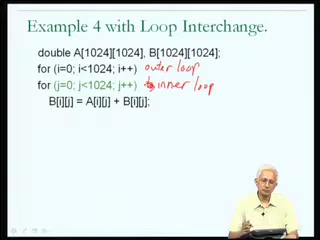 Example 4 with Loop Interchange.
double A[1024][1024], B[1024][1024];
for (i=0; i<1024; i++) outer loop
for (j=0; j<1024; j++) inner loop
B[i][j] = A[i][j] + B[i][j];